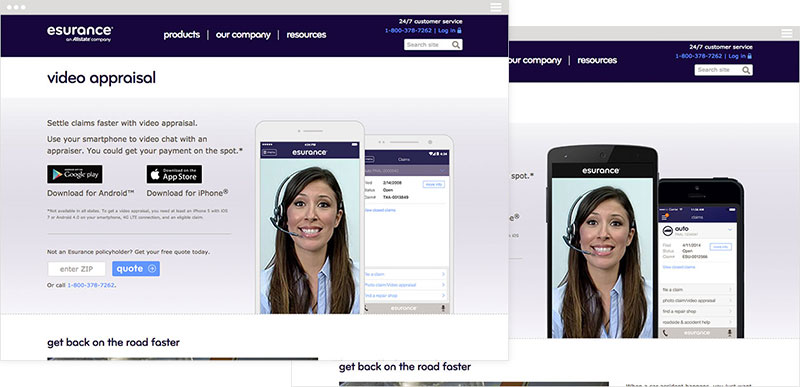 esurance®
an Allstate company
products | our company | resources
24/7 customer service
1-800-378-7262 | Log in
Search site
video appraisal
Settle claims faster with video appraisal.
Use your smartphone to video chat with an
appraiser. You could get your payment on the spot.*
Google play
Download on the
App Store
Download for Android™
Download for iPhone®
*Not available in all states. To get a video appraisal, you need at least an iPhone 5 with iOS
7 or Android 4.0 on your smartphones, 4G LTE connection, and an eligible claim.
Not an Esurance policyholder? Get your free quote today.
enter ZIP
quote
Or call 1-800-378-7262.
get back on the road faster
esurance®
Claims
Filed 2/14/2008
Status Open
Claim# TXA-0013849
more info
View closed claims
file a claim
photo claim/video appraisal
find a repair shop
esurance
our company | resources
24/7 customer service
1-800-378-7262 | Log in
Search site
spot.*
iPhone®
esurance
claims
auto
Filed 4/11/2014
Status Open
Claim# ESU-0010366
more info
View closed claims
file a claim
photo claim/video appraisal
find a repair shop
roadside & accident help
esurance
get back on the road faster
When a car accident happens, you just want